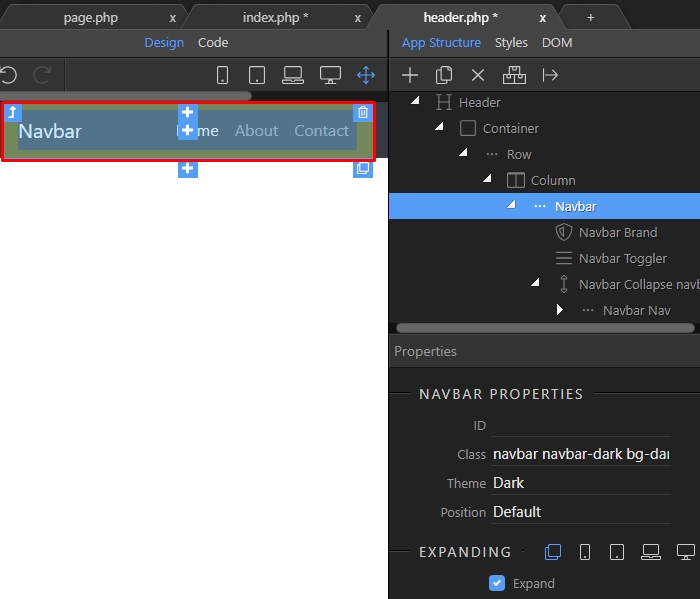 page.php x index.php * x header.php * x +
Design Code
App Structure Styles DOM
Header
Container
Row
Column
Navbar
Navbar Brand
Navbar Toggler
Navbar Collapse navb
Navbar Nav
Navbar Home About Contact
Properties
NAVBAR PROPERTIES
ID
Class navbar navbar-dark bg-dar
Theme Dark
Position Default
EXPANDING
Expand